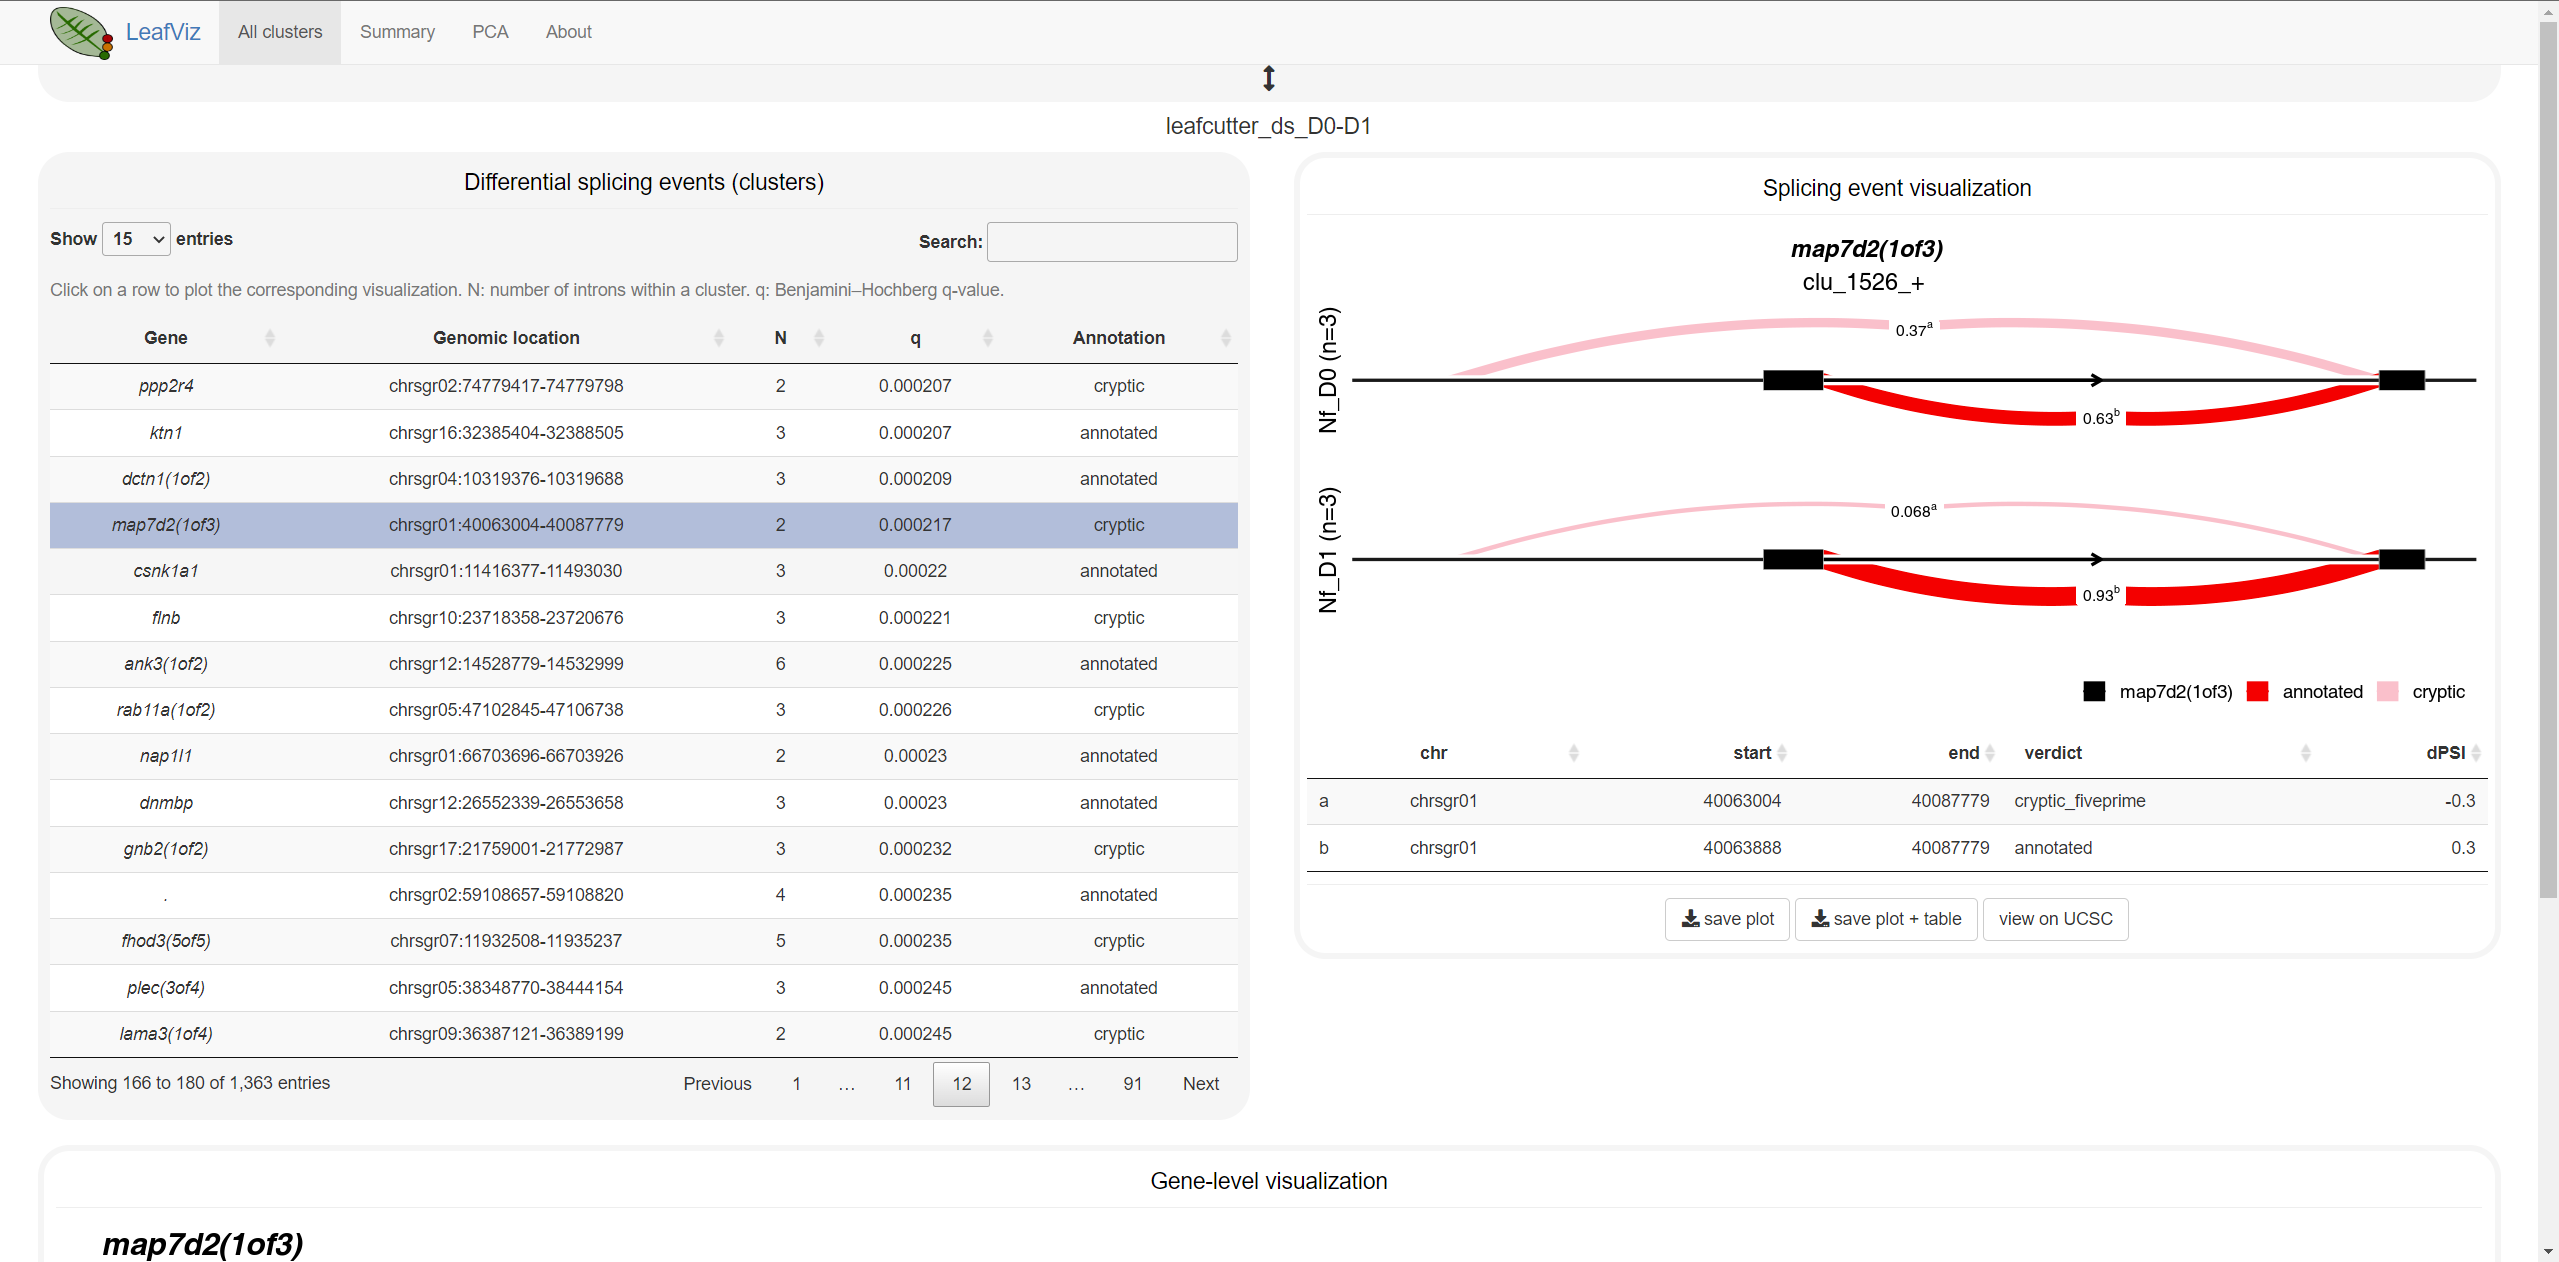 LeafViz All clusters Summary PCA About
leafcutter_ds_D0-D1
Differential splicing events (clusters)
Show 15 entries Search:
Click on a row to plot the corresponding visualization. N: number of introns within a cluster. q: Benjamini–Hochberg q-value.
Gene Genomic location N q Annotation
ppp2r4 chrsgr02:74779417-74779798 2 0.000207 cryptic
ktn1 chrsgr16:32385404-32388505 3 0.000207 annotated
dctn1(1of2) chrsgr04:10319376-10319688 3 0.000209 annotated
map7d2(1of3) chrsgr01:40063004-40087779 2 0.000217 cryptic
csnk1a1 chrsgr01:11416377-11493030 3 0.00022 annotated
flnb chrsgr10:23718358-23720676 3 0.000221 cryptic
ank3(1of2) chrsgr12:14528779-14532999 6 0.000225 annotated
rab11a(1of2) chrsgr05:47102845-47106738 3 0.000226 cryptic
nap1l1 chrsgr01:66703696-66703926 2 0.00023 annotated
dnmbp chrsgr12:26552339-26553658 3 0.00023 annotated
gnb2(1of2) chrsgr17:21759001-21772987 3 0.000232 cryptic
. chrsgr02:59108657-59108820 4 0.000235 annotated
fhod3(5of5) chrsgr07:11932508-11935237 5 0.000235 cryptic
plec(3of4) chrsgr05:38348770-38444154 3 0.000245 annotated
lama3(1of4) chrsgr09:36387121-36389199 2 0.000245 cryptic
Showing 166 to 180 of 1,363 entries Previous 1 … 11 12 13 … 91 Next
Splicing event visualization
map7d2(1of3)
clu_1526_+
Nf_D0 (n=3)
0.37a
0.63b
Nf_D1 (n=3)
0.068a
0.93b
map7d2(1of3) annotated cryptic
chr start end verdict dPSI
a chrsgr01 40063004 40087779 cryptic_fiveprime -0.3
b chrsgr01 40063888 40087779 annotated 0.3
save plot save plot + table view on UCSC
Gene-level visualization
map7d2(1of3)